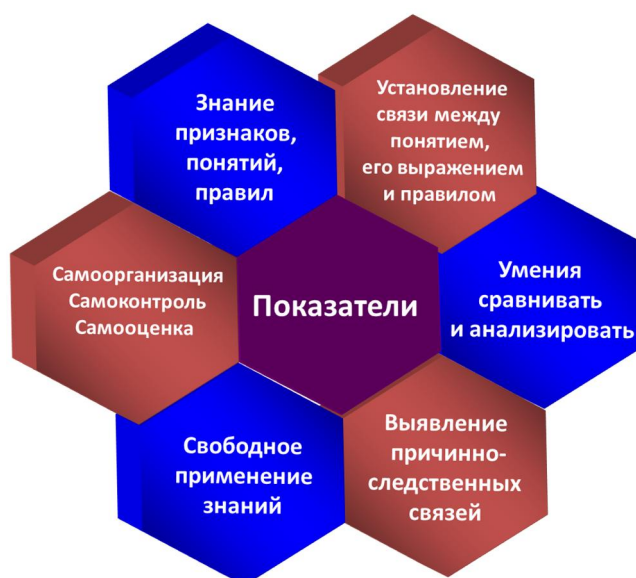 Знание
признаков,
понятий,
правил
Установление
связи между
понятием,
его выражением
и правилом
Самоорганизация
Самоконтроль
Самооценка
Показатели
Умения
сравнивать
и анализировать
Свободное
применение
знаний
Выявление
причинно-
следственных
связей